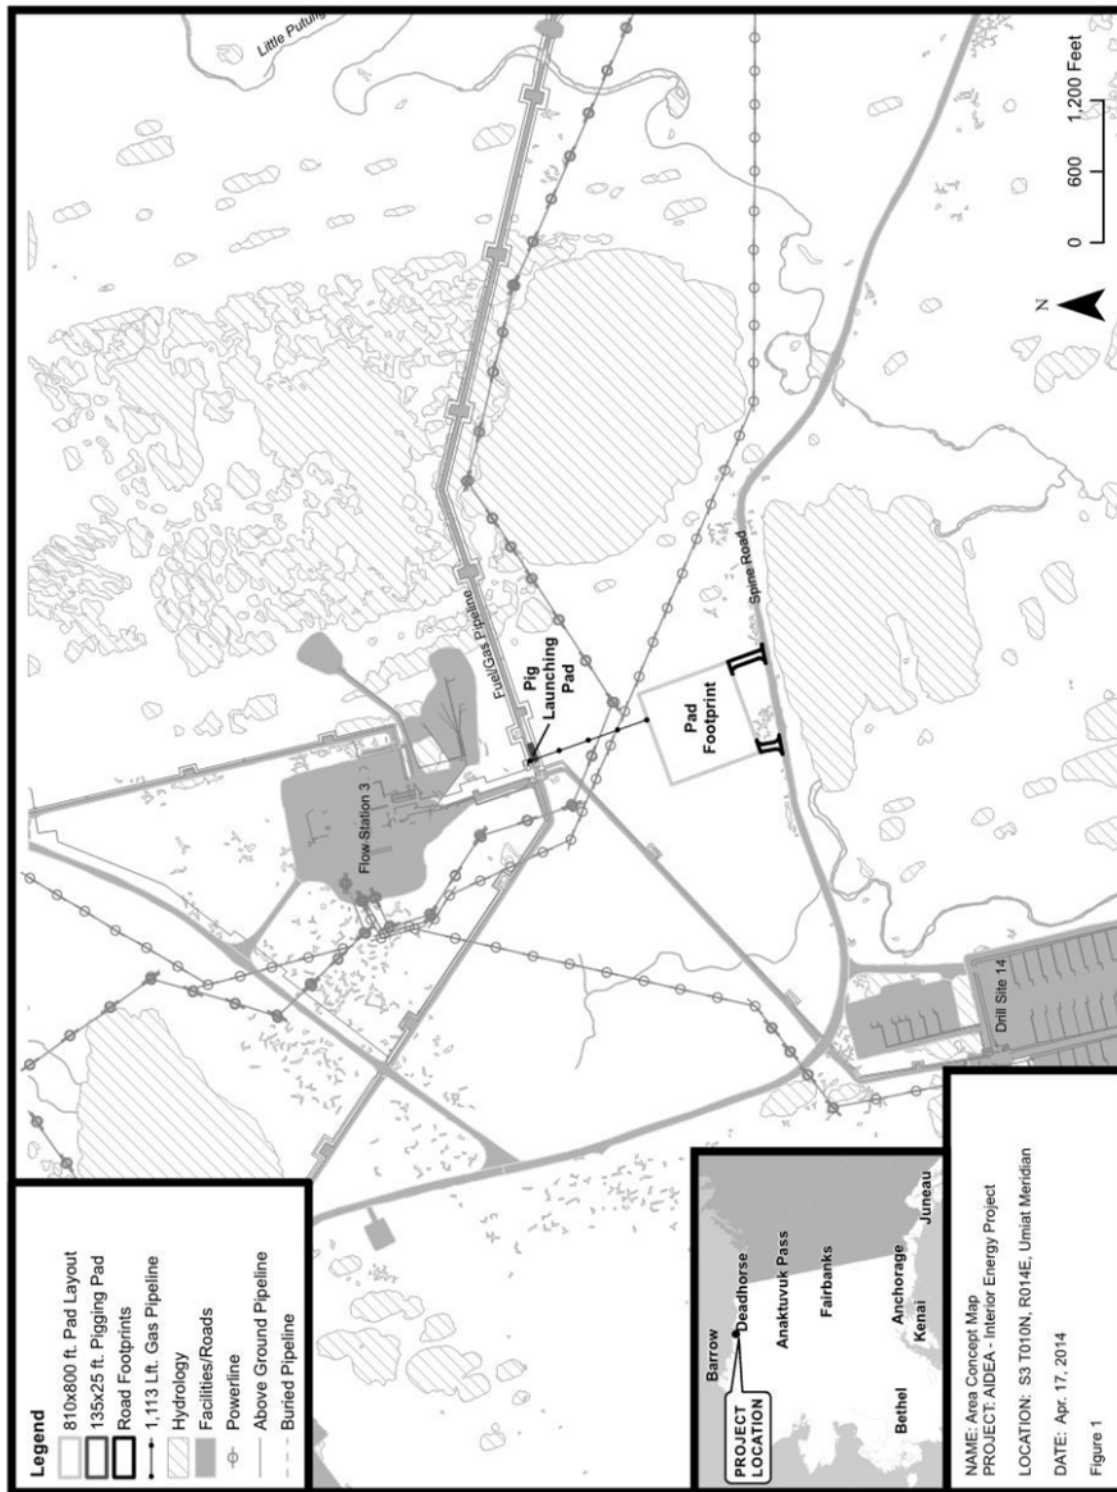 Legend
810x800 ft. Pad Layout
135x25 ft. Pigging Pad
Road Footprints
1,113 Lft. Gas Pipeline
Hydrology
Facilities/Roads
Powerline
Above Ground Pipeline
Buried Pipeline
Little Putulig
Flow Station 3
Fuel/Gas Pipeline
Pig
Launching
Pad
Pad
Footprint
Spine Road
Drill Site 14
Barrow
Deadhorse
PROJECT
LOCATION
Anaktuvuk Pass
Fairbanks
Bethel
Anchorage
Kenai
Juneau
N
0 600 1,200 Feet
NAME: Area Concept Map
PROJECT: AIDEA - Interior Energy Project
LOCATION: S3 T010N, R014E, Umiat Meridian
DATE: Apr. 17, 2014
Figure 1